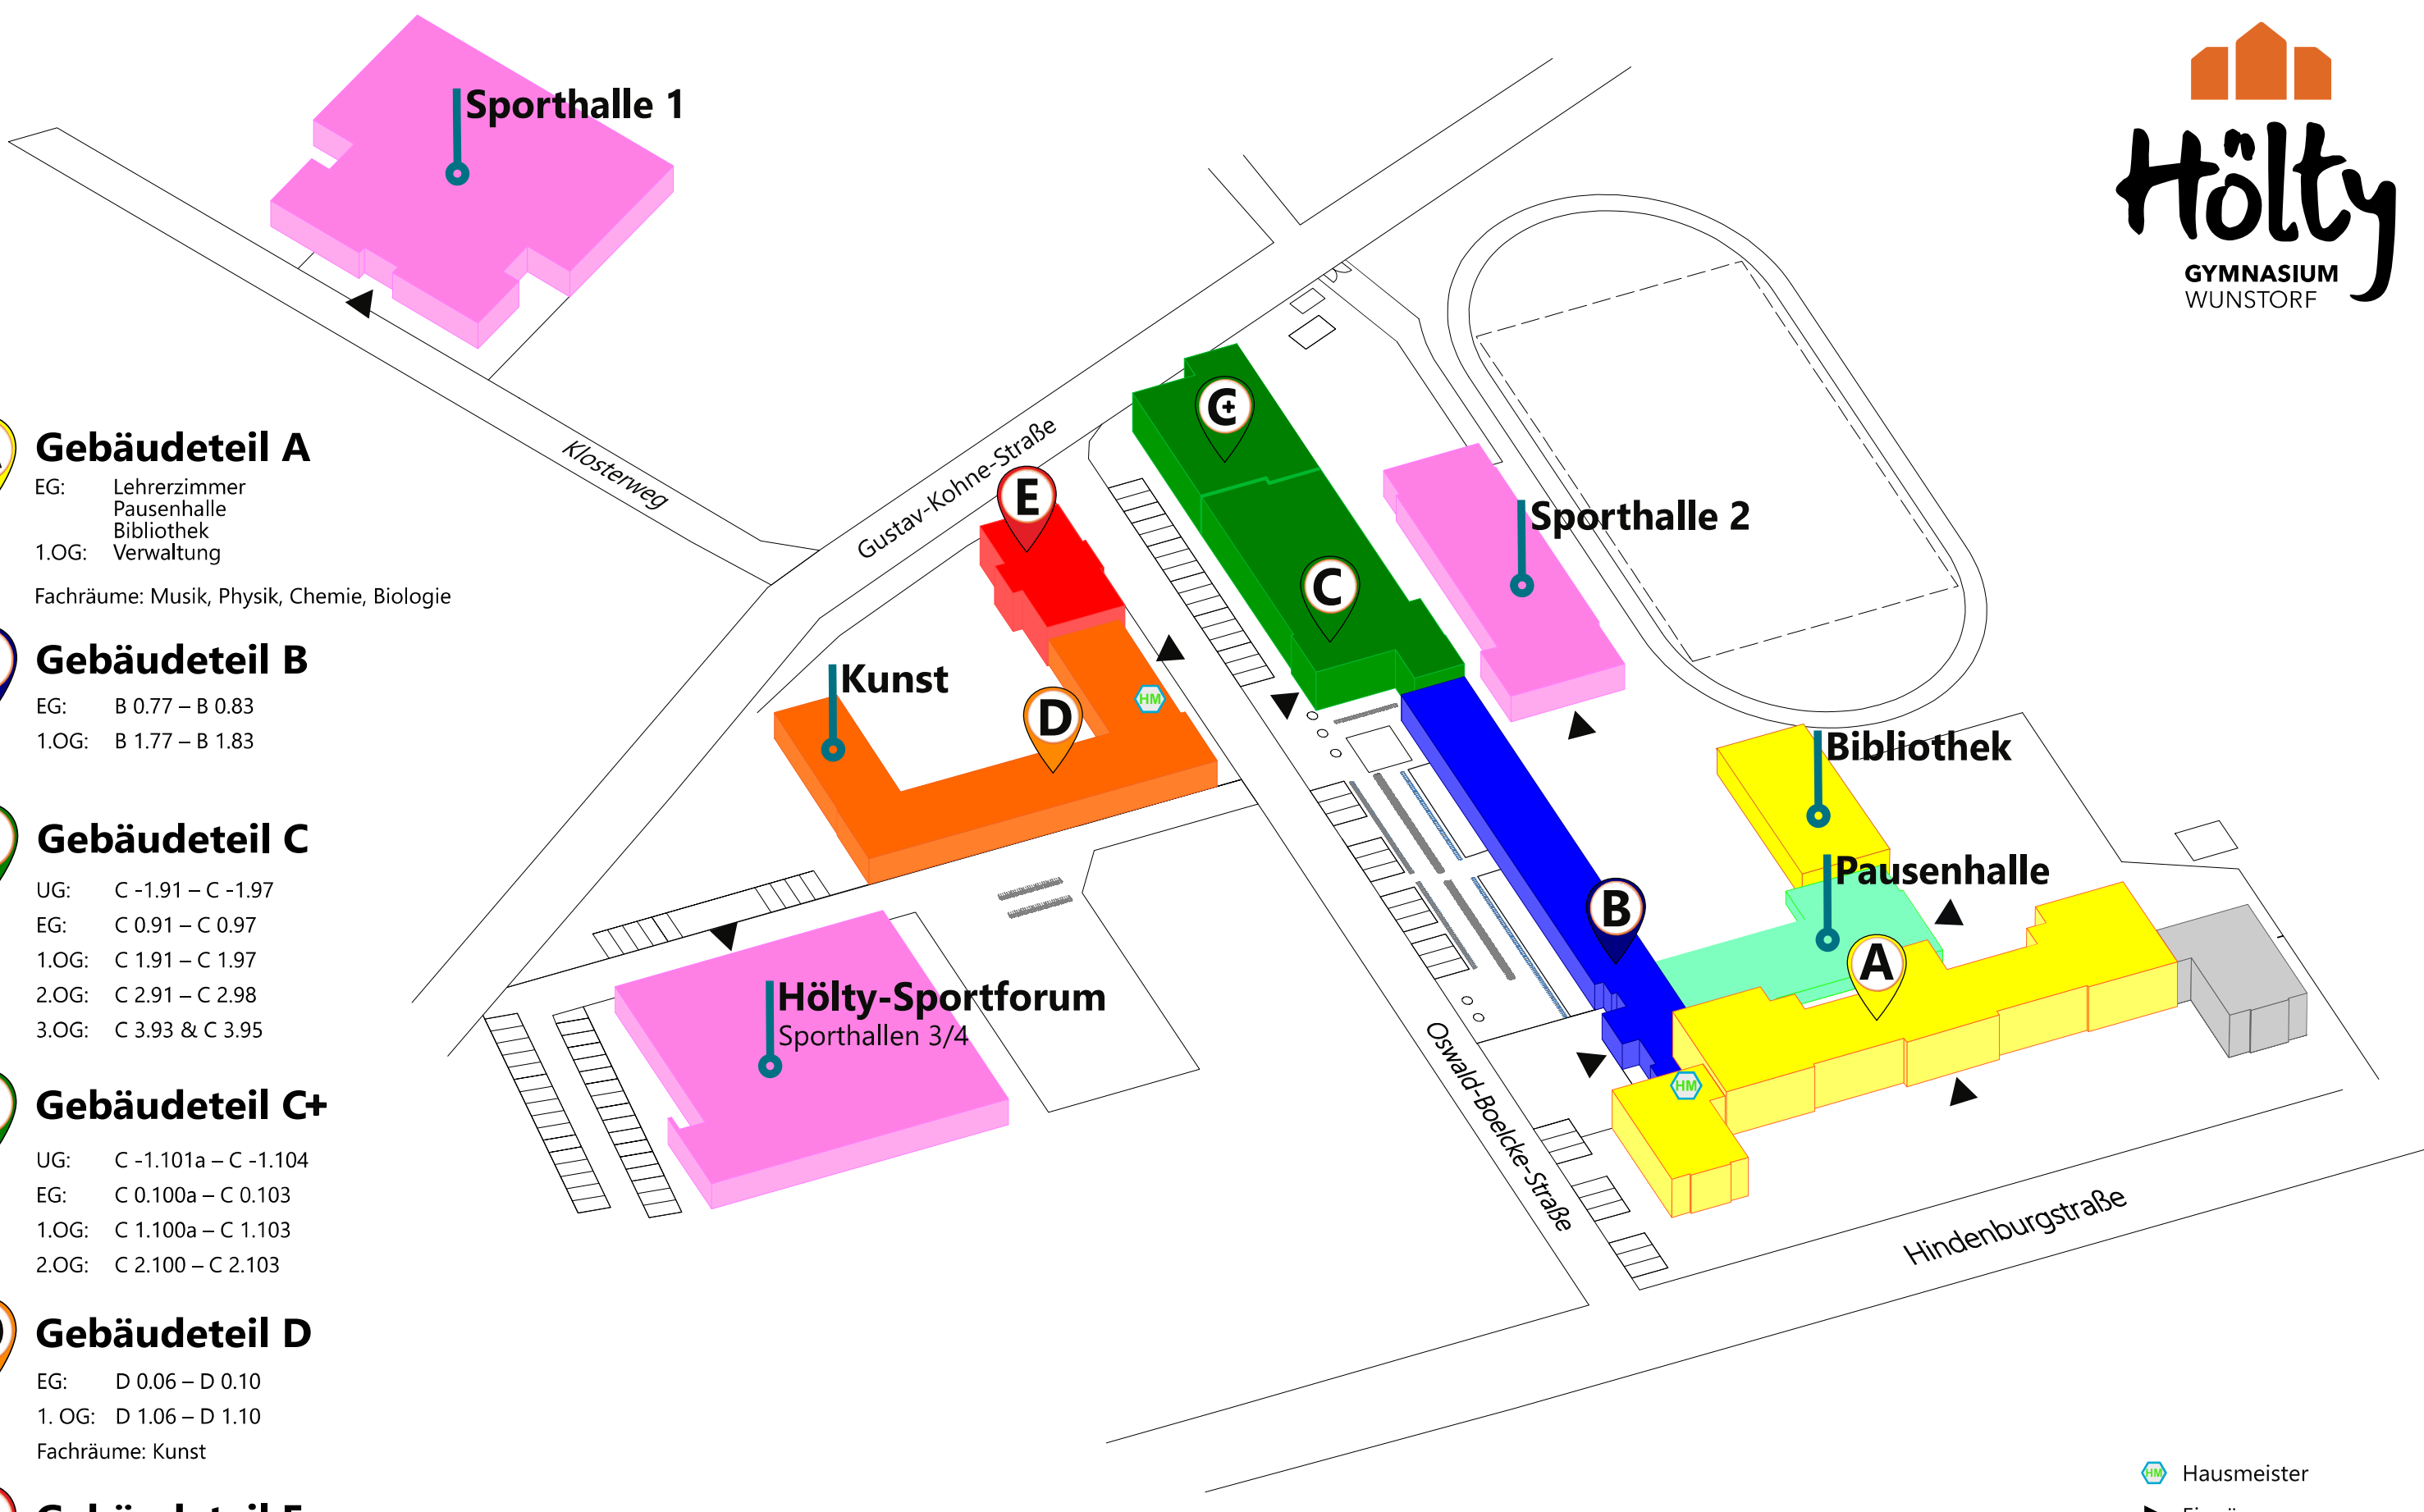 Sporthalle 1
Hölty
GYMNASIUM
WUNSTORF
Klosterweg
Gustav-Kohne-Straße
C+
E
C
Sporthalle 2
Kunst
D
HM
Bibliothek
Pausenhalle
B
A
HM
Hölty-Sportforum
Sporthallen 3/4
Oswald-Boelcke-Straße
Hindenburgstraße
Gebäudeteil A
EG: Lehrerzimmer
Pausenhalle
Bibliothek
1.OG: Verwaltung
Fachräume: Musik, Physik, Chemie, Biologie
Gebäudeteil B
EG: B 0.77 – B 0.83
1.OG: B 1.77 – B 1.83
Gebäudeteil C
UG: C -1.91 – C -1.97
EG: C 0.91 – C 0.97
1.OG: C 1.91 – C 1.97
2.OG: C 2.91 – C 2.98
3.OG: C 3.93 & C 3.95
Gebäudeteil C+
UG: C -1.101a – C -1.104
EG: C 0.100a – C 0.103
1.OG: C 1.100a – C 1.103
2.OG: C 2.100 – C 2.103
Gebäudeteil D
EG: D 0.06 – D 0.10
1. OG: D 1.06 – D 1.10
Fachräume: Kunst
HM Hausmeister